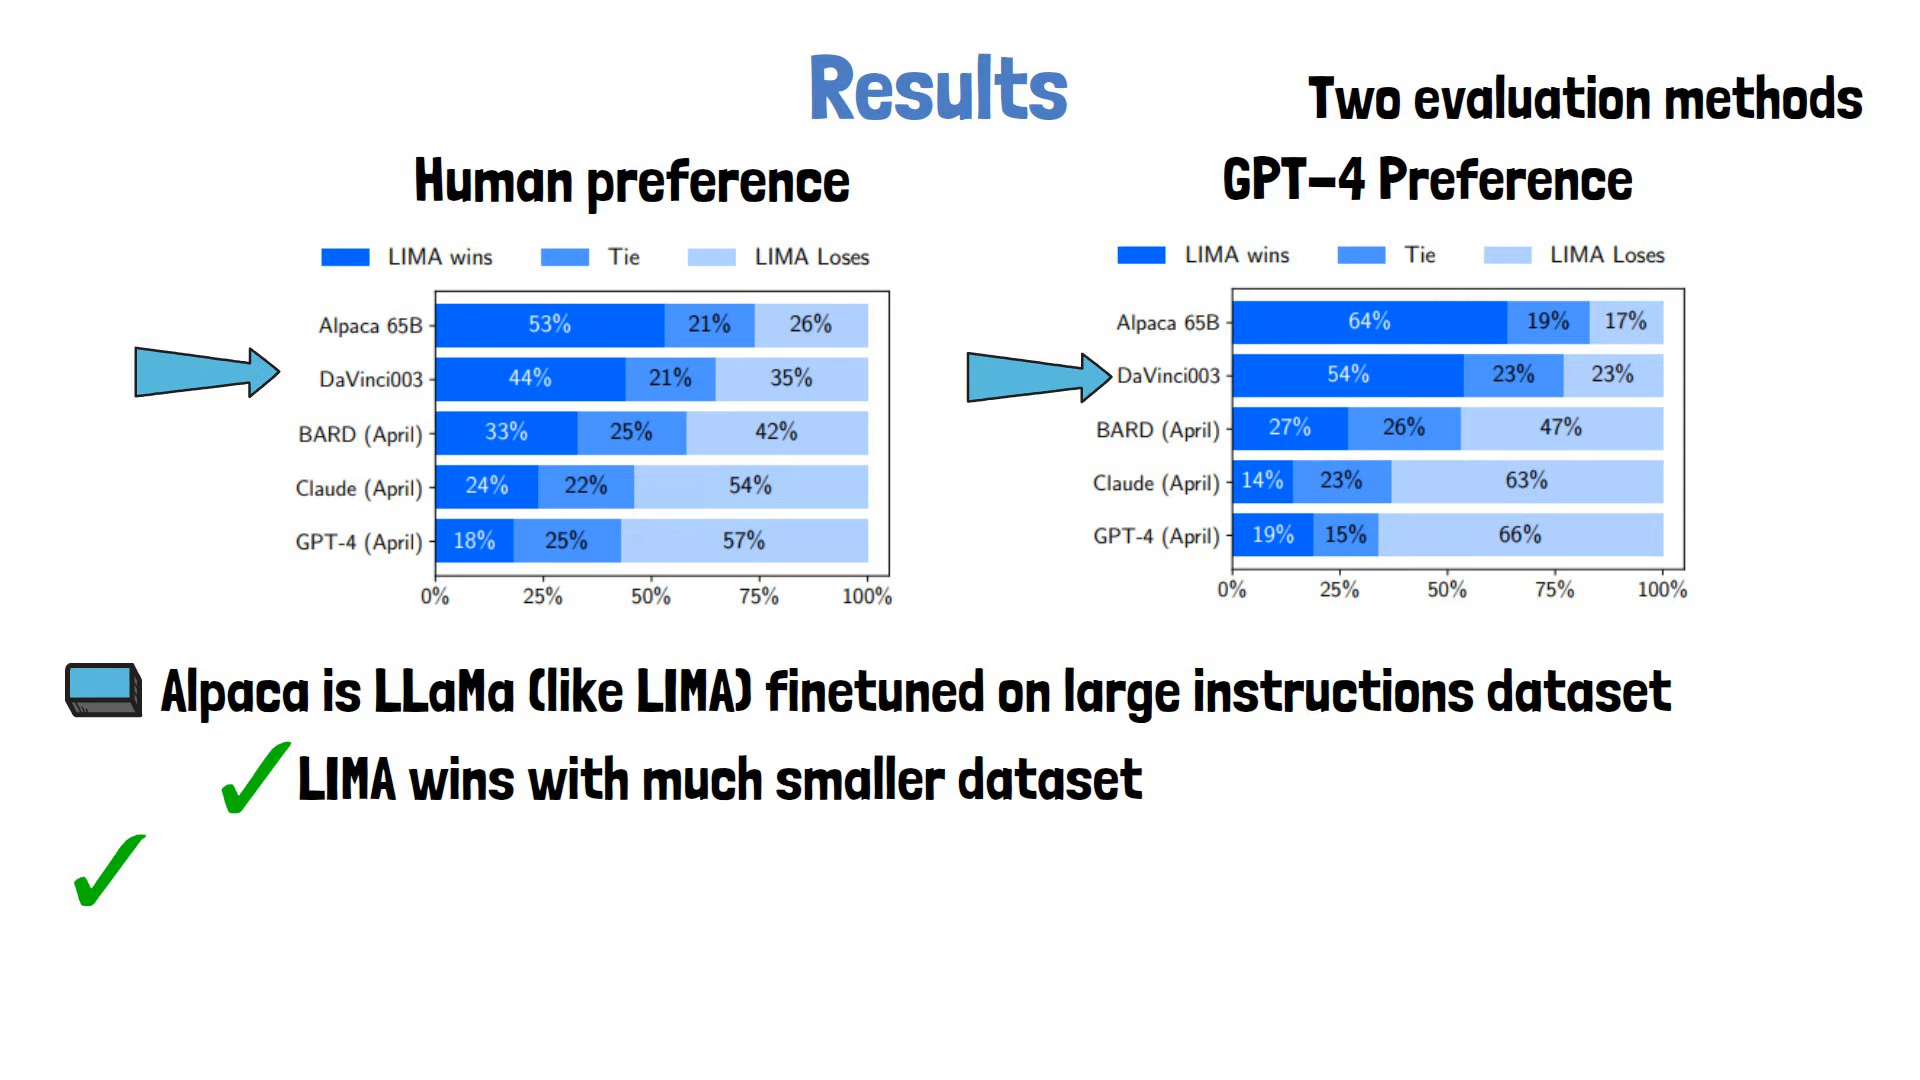 Results
Two evaluation methods
Human preference
LIMA wins Tie LIMA Loses
Alpaca 65B 53% 21% 26%
DaVinci003 44% 21% 35%
BARD (April) 33% 25% 42%
Claude (April) 24% 22% 54%
GPT-4 (April) 18% 25% 57%
0% 25% 50% 75% 100%
GPT-4 Preference
LIMA wins Tie LIMA Loses
Alpaca 65B 64% 19% 17%
DaVinci003 54% 23% 23%
BARD (April) 27% 26% 47%
Claude (April) 14% 23% 63%
GPT-4 (April) 19% 15% 66%
0% 25% 50% 75% 100%
Alpaca is LLaMa (like LIMA) finetuned on large instructions dataset
LIMA wins with much smaller dataset